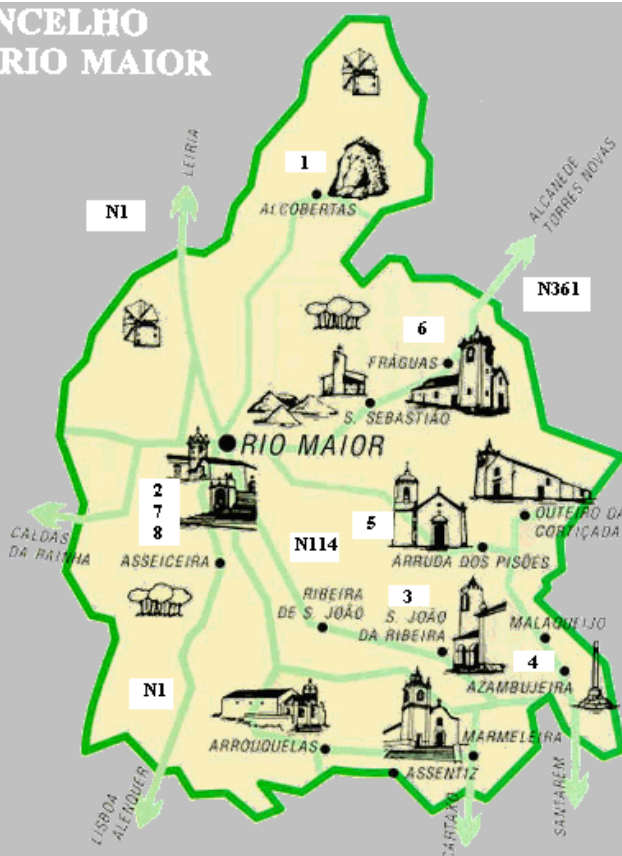 NCELHO
RIO MAIOR
LEIRIA
1
ALCOBERTAS
ALCANEDE
TORRES NOVAS
N1
N361
6
FRÁGUAS
S. SEBASTIÃO
RIO MAIOR
2
7
8
CALDAS
DA RAINHA
ASSEICEIRA
N114
5
OUTEIRO DA
CORTIÇADA
ARRUDA DOS PISÕES
RIBEIRA
DE S. JOÃO
3
S. JOÃO
DA RIBEIRA
MALAQUEIJO
4
AZAMBUJEIRA
N1
ARROUQUELAS
MARMELEIRA
ASSENTIZ
LISBOA
ALENQUER
CARTAXO
SANTAREM